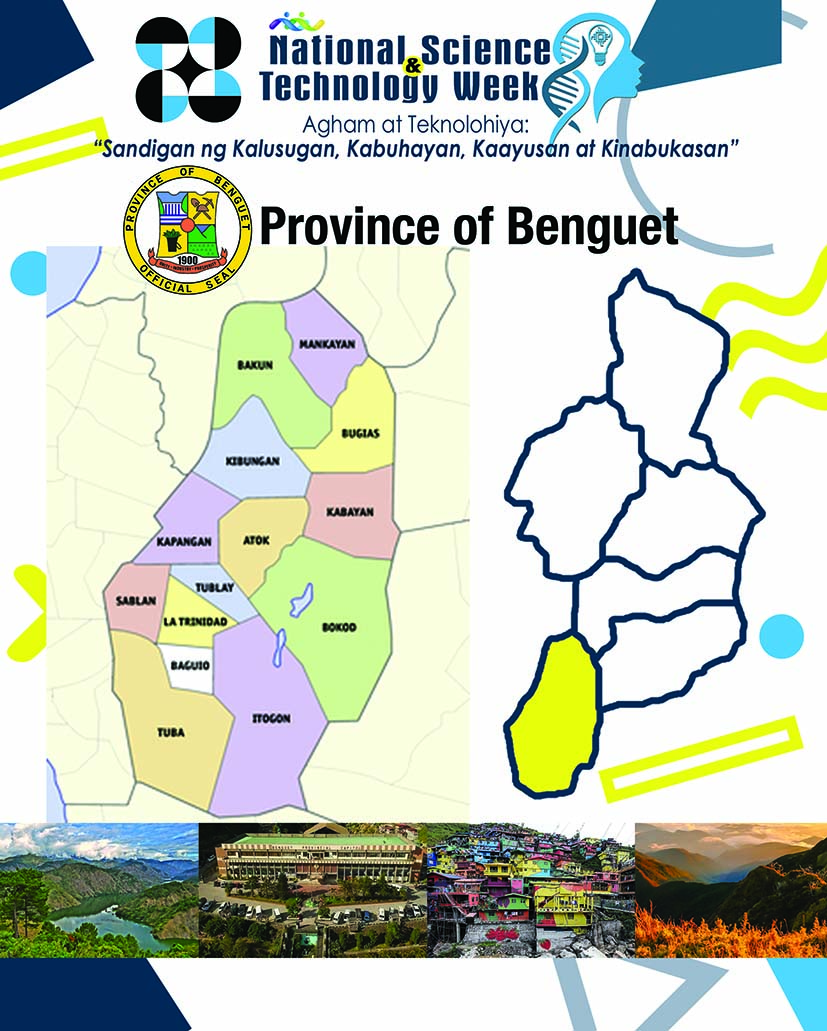 National Science
&
Technology Week
Agham at Teknolohiya:
“Sandigan ng Kalusugan, Kabuhayan, Kaayusan at Kinabukasan”
PROVINCE OF BENGUET
1900
OFFICIAL SEAL
Province of Benguet
MANKAYAN
BAKUN
BUGIAS
KIBUNGAN
KABAYAN
KAPANGAN
ATOK
TUBLAY
SABLAN
LA TRINIDAD
BOKOD
BAGUIO
ITOGON
TUBA